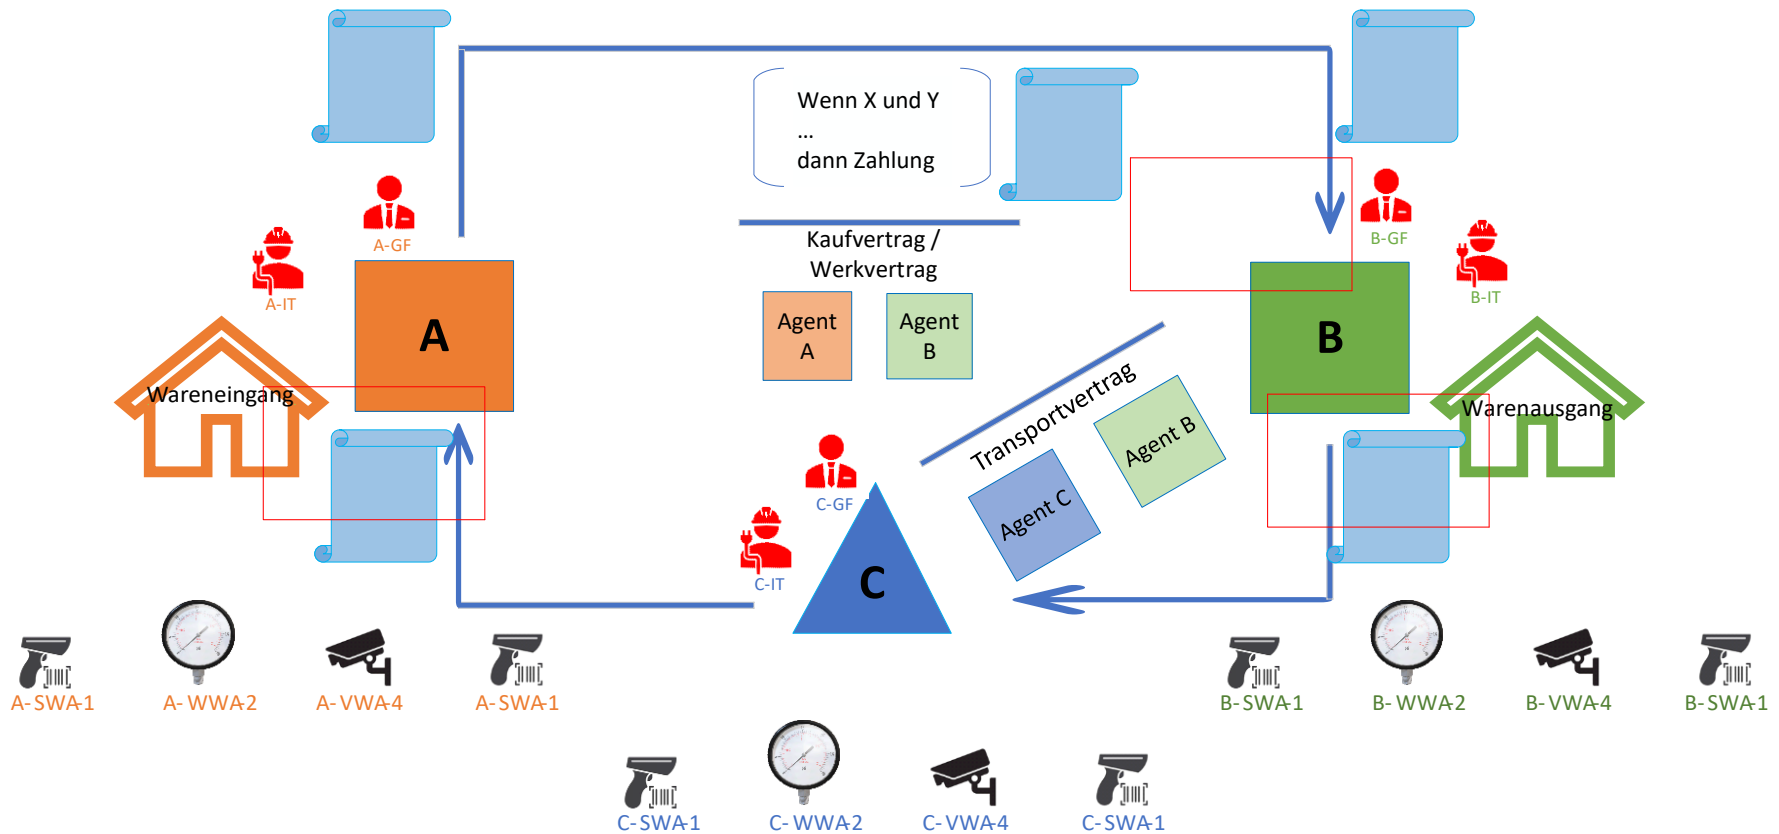 Wenn X und Y
...
dann Zahlung
A-GF
A-IT
B-GF
B-IT
Kaufvertrag /
Werkvertrag
A
Agent
A
Agent
B
B
Wareneingang
Warenausgang
Transportvertrag
Agent B
Agent C
C-GF
C-IT
C
A-SWA-1
A-WWA-2
A-VWA-4
A-SWA-1
B-SWA-1
B-WWA-2
B-VWA-4
B-SWA-1
C-SWA-1
C-WWA-2
C-VWA-4
C-SWA-1